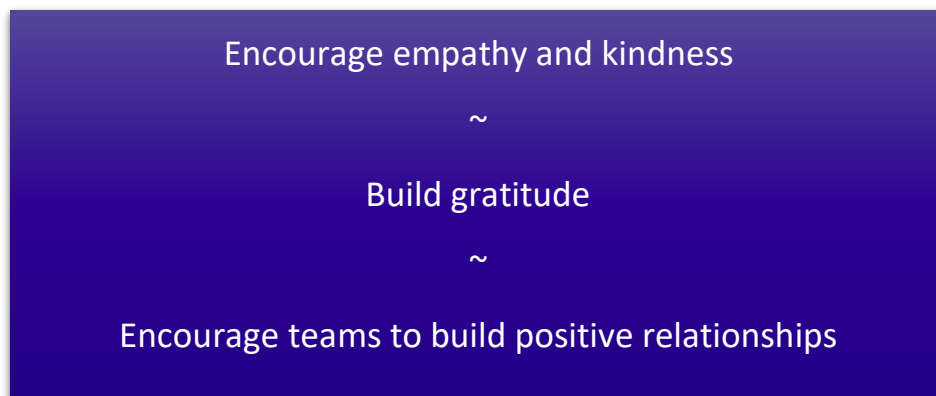 Encourage empathy and kindness
~
Build gratitude
~
Encourage teams to build positive relationships